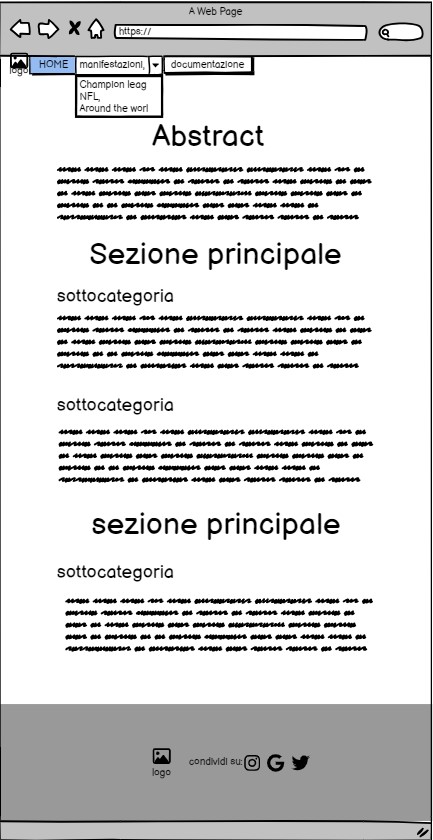 A Web Page
https://
logo
HOME
manifestazioni,
documentazione
Champion leag
NFL,
Around the worl
Abstract
Sezione principale
sottocategoria
sottocategoria
sezione principale
sottocategoria
logo
condividi su: